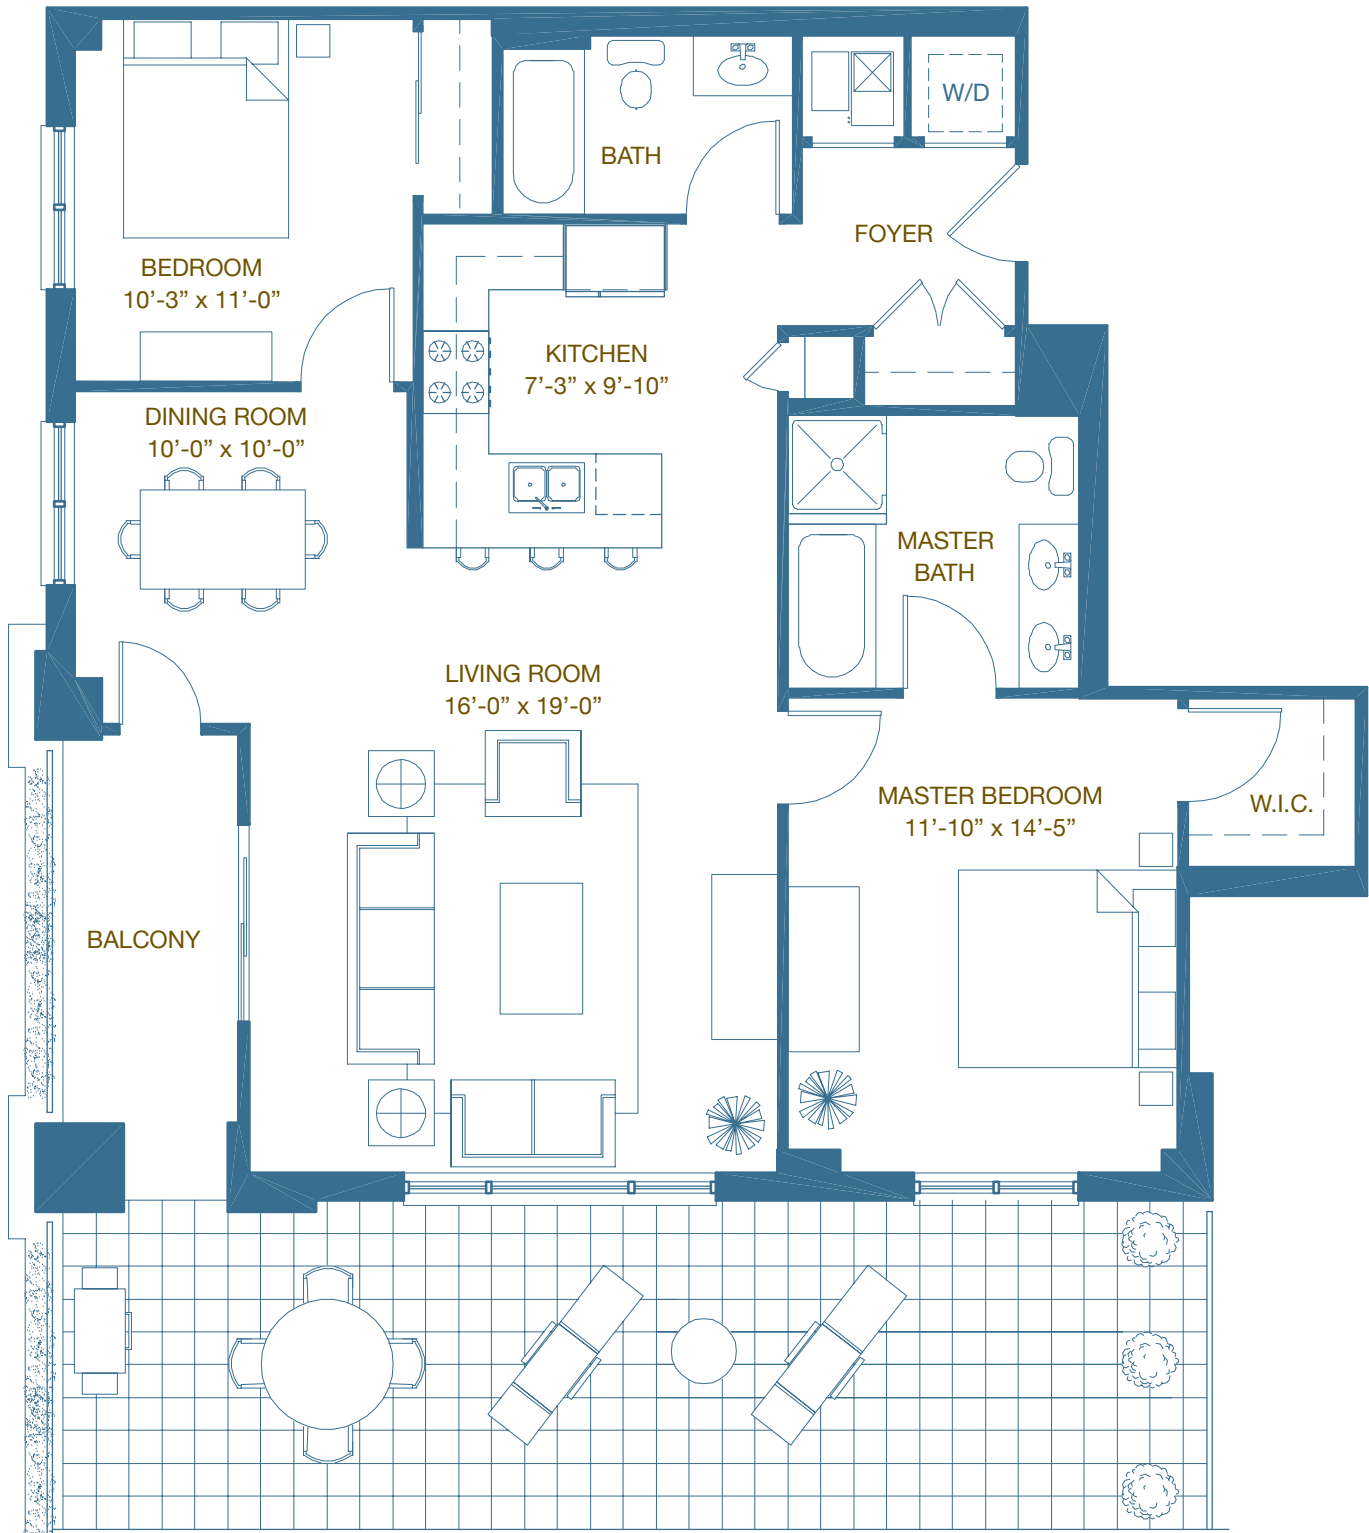 W/D
BATH
FOYER
BEDROOM
10’-3” x 11’-0”
KITCHEN
7’-3” x 9’-10”
DINING ROOM
10’-0” x 10’-0”
MASTER
BATH
LIVING ROOM
16’-0” x 19’-0”
MASTER BEDROOM
11’-10” x 14’-5”
W.I.C.
BALCONY